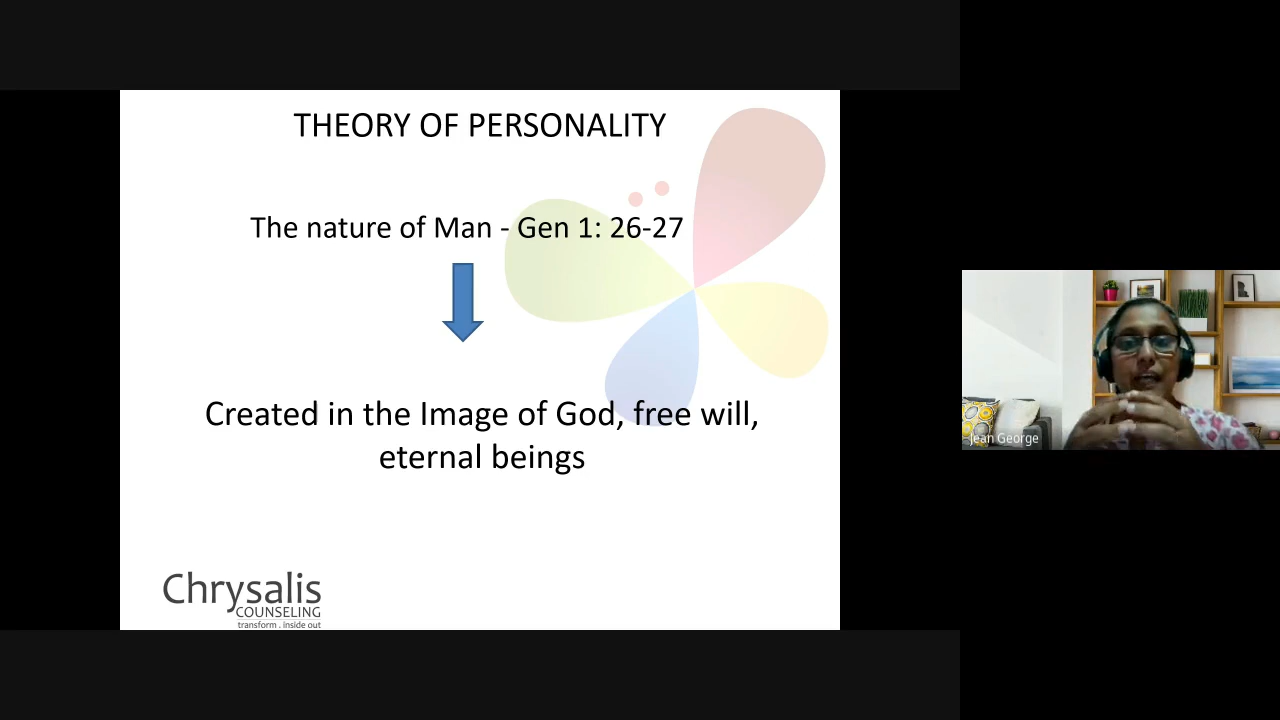 THEORY OF PERSONALITY
The nature of Man - Gen 1: 26-27
Created in the Image of God, free will,
eternal beings
Chrysalis
COUNSELING
transform . inside out
Jean George